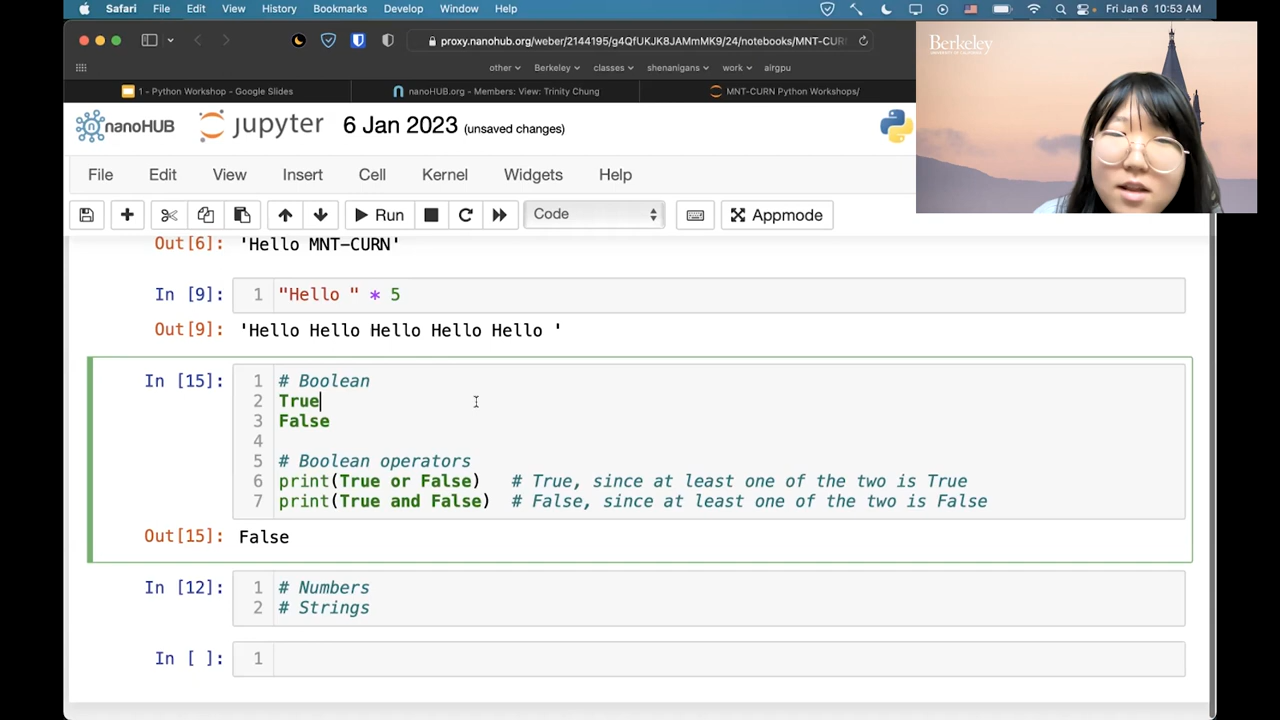 Safari File Edit View History Bookmarks Develop Window Help Fri Jan 6 10:53 AM
proxy.nanohub.org/weber/2144195/g4QfUKJK8JAMmMK9/24/notebooks/MNT-CUR
other Berkeley classes shenanigans work airgpu
1 - Python Workshop - Google Slides nanoHUB.org - Members: View: Trinity Chung MNT-CURN Python Workshops/
Berkeley
nanoHUB jupyter 6 Jan 2023 (unsaved changes)
File Edit View Insert Cell Kernel Widgets Help
Run Code Appmode
Out[6]: 'Hello MNT-CURN'
In [9]: 1 "Hello " * 5
Out[9]: 'Hello Hello Hello Hello Hello '
In [15]: 1 # Boolean
2 True
3 False
4
5 # Boolean operators
6 print(True or False) # True, since at least one of the two is True
7 print(True and False) # False, since at least one of the two is False
Out[15]: False
In [12]: 1 # Numbers
2 # Strings
In [ ]: 1